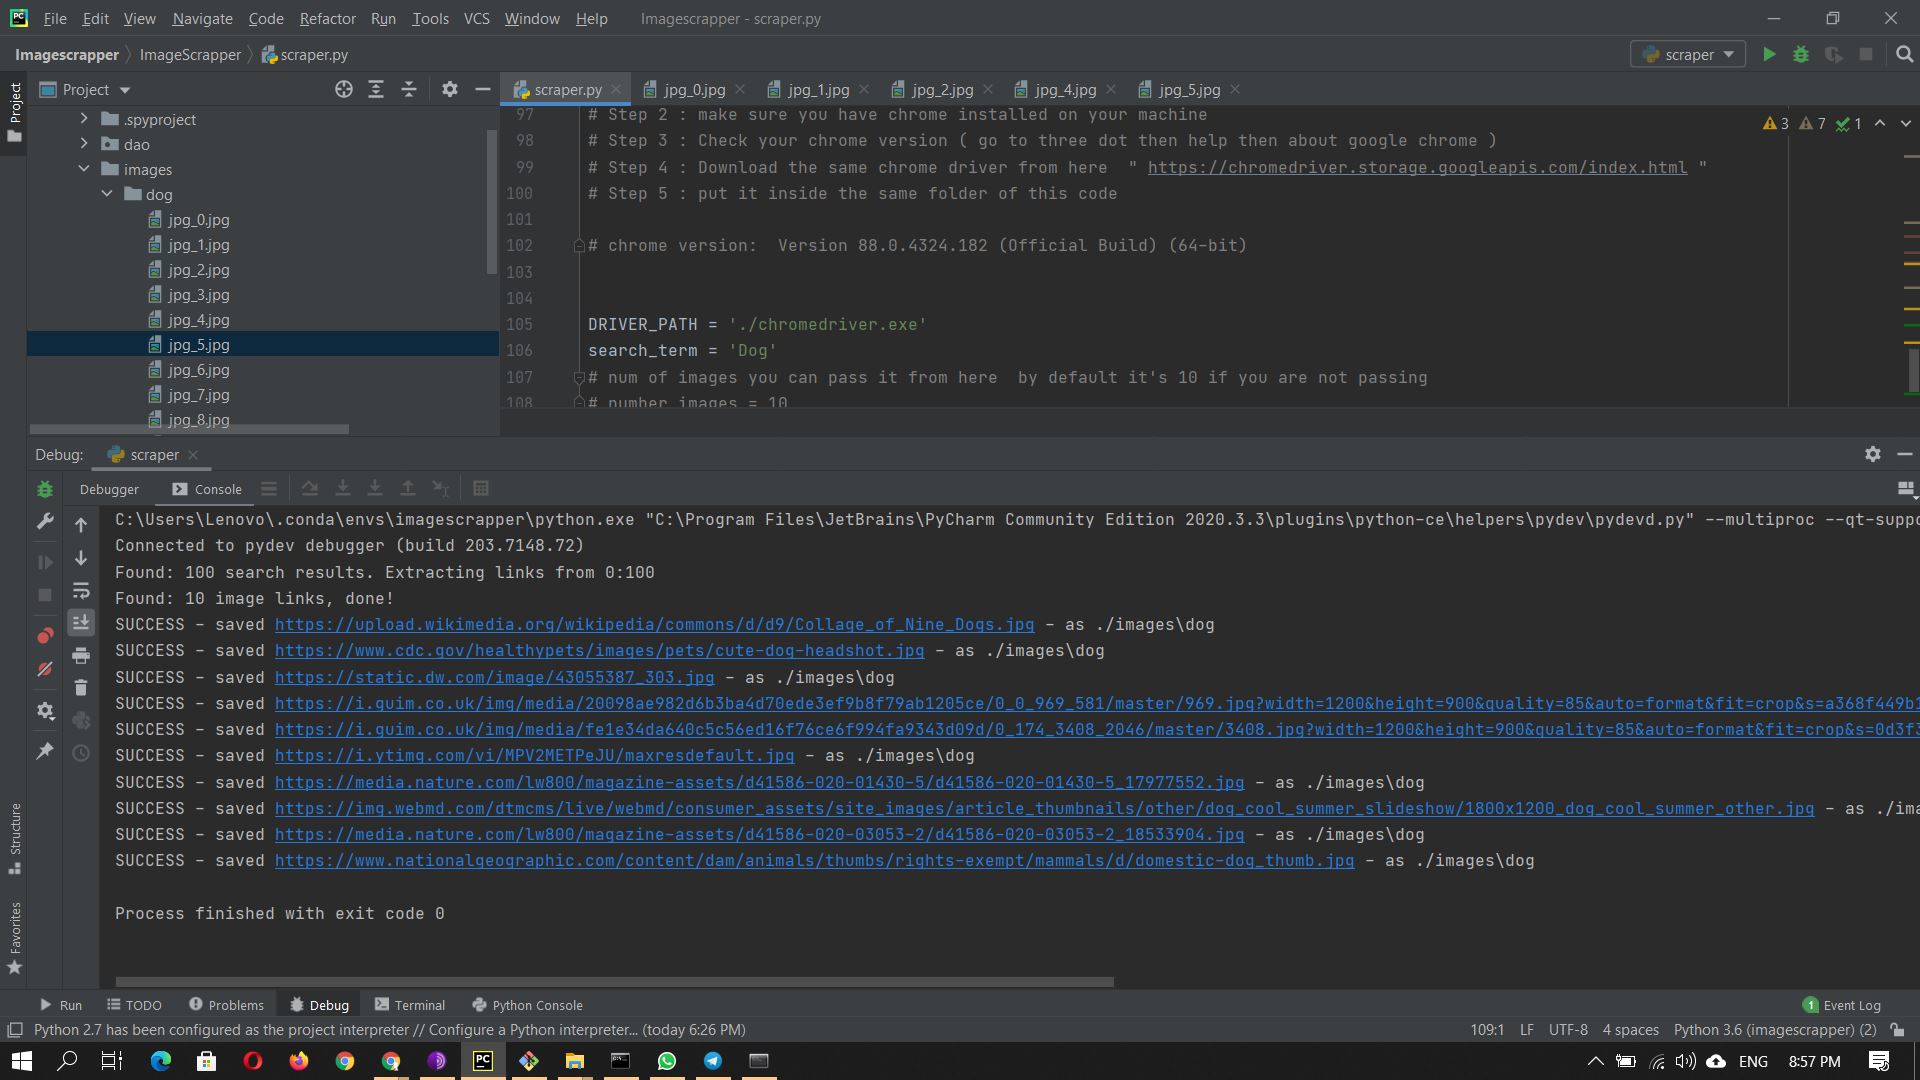 File Edit View Navigate Code Refactor Run Tools VCS Window Help Imagescrapper - scraper.py
Imagescrapper ImageScrapper scraper.py scraper
Project
Project
scraper.py jpg_0.jpg jpg_1.jpg jpg_2.jpg jpg_4.jpg jpg_5.jpg
.spyproject
dao
images
dog
jpg_0.jpg
jpg_1.jpg
jpg_2.jpg
jpg_3.jpg
jpg_4.jpg
jpg_5.jpg
jpg_6.jpg
jpg_7.jpg
jpg_8.jpg
3 7 1
97 # Step 2 : make sure you have chrome installed on your machine
98 # Step 3 : Check your chrome version ( go to three dot then help then about google chrome )
99 # Step 4 : Download the same chrome driver from here " https://chromedriver.storage.googleapis.com/index.html "
100 # Step 5 : put it inside the same folder of this code
101
102 # chrome version: Version 88.0.4324.182 (Official Build) (64-bit)
103
104
105 DRIVER_PATH = './chromedriver.exe'
106 search_term = 'Dog'
107 # num of images you can pass it from here by default it's 10 if you are not passing
108 # number images = 10
Debug: scraper
Debugger Console
C:\Users\Lenovo\.conda\envs\imagescrapper\python.exe "C:\Program Files\JetBrains\PyCharm Community Edition 2020.3.3\plugins\python-ce\helpers\pydev\pydevd.py" --multiproc --qt-suppo
Connected to pydev debugger (build 203.7148.72)
Found: 100 search results. Extracting links from 0:100
Found: 10 image links, done!
SUCCESS - saved https://upload.wikimedia.org/wikipedia/commons/d/d9/Collage_of_Nine_Dogs.jpg - as ./images\dog
SUCCESS - saved https://www.cdc.gov/healthypets/images/pets/cute-dog-headshot.jpg - as ./images\dog
SUCCESS - saved https://static.dw.com/image/43055387_303.jpg - as ./images\dog
SUCCESS - saved https://i.guim.co.uk/img/media/20098ae982d6b3ba4d70ede3ef9b8f79ab1205ce/0_0_969_581/master/969.jpg?width=1200&height=900&quality=85&auto=format&fit=crop&s=a368f449b1
SUCCESS - saved https://i.guim.co.uk/img/media/fe1e34da640c5c56ed16f76ce6f994fa9343d09d/0_174_3408_2046/master/3408.jpg?width=1200&height=900&quality=85&auto=format&fit=crop&s=0d3f3
SUCCESS - saved https://i.ytimg.com/vi/MPV2METPeJU/maxresdefault.jpg - as ./images\dog
SUCCESS - saved https://media.nature.com/lw800/magazine-assets/d41586-020-01430-5/d41586-020-01430-5_17977552.jpg - as ./images\dog
SUCCESS - saved https://img.webmd.com/dtmcms/live/webmd/consumer_assets/site_images/article_thumbnails/other/dog_cool_summer_slideshow/1800x1200_dog_cool_summer_other.jpg - as ./ima
SUCCESS - saved https://media.nature.com/lw800/magazine-assets/d41586-020-03053-2/d41586-020-03053-2_18533904.jpg - as ./images\dog
SUCCESS - saved https://www.nationalgeographic.com/content/dam/animals/thumbs/rights-exempt/mammals/d/domestic-dog_thumb.jpg - as ./images\dog
Process finished with exit code 0
Structure
Favorites
Run TODO Problems Debug Terminal Python Console 1 Event Log
Python 2.7 has been configured as the project interpreter // Configure a Python interpreter... (today 6:26 PM) 109:1 LF UTF-8 4 spaces Python 3.6 (imagescrapper) (2)
PC ENG 8:57 PM